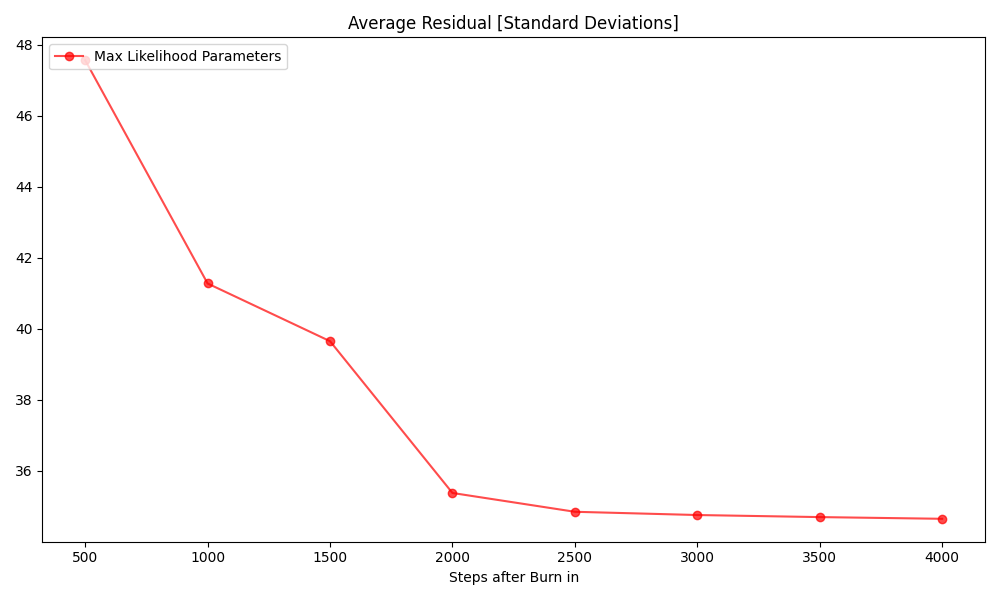 Average Residual [Standard Deviations]
Max Likelihood Parameters
48
46
44
42
40
38
36
500 1000 1500 2000 2500 3000 3500 4000
Steps after Burn in